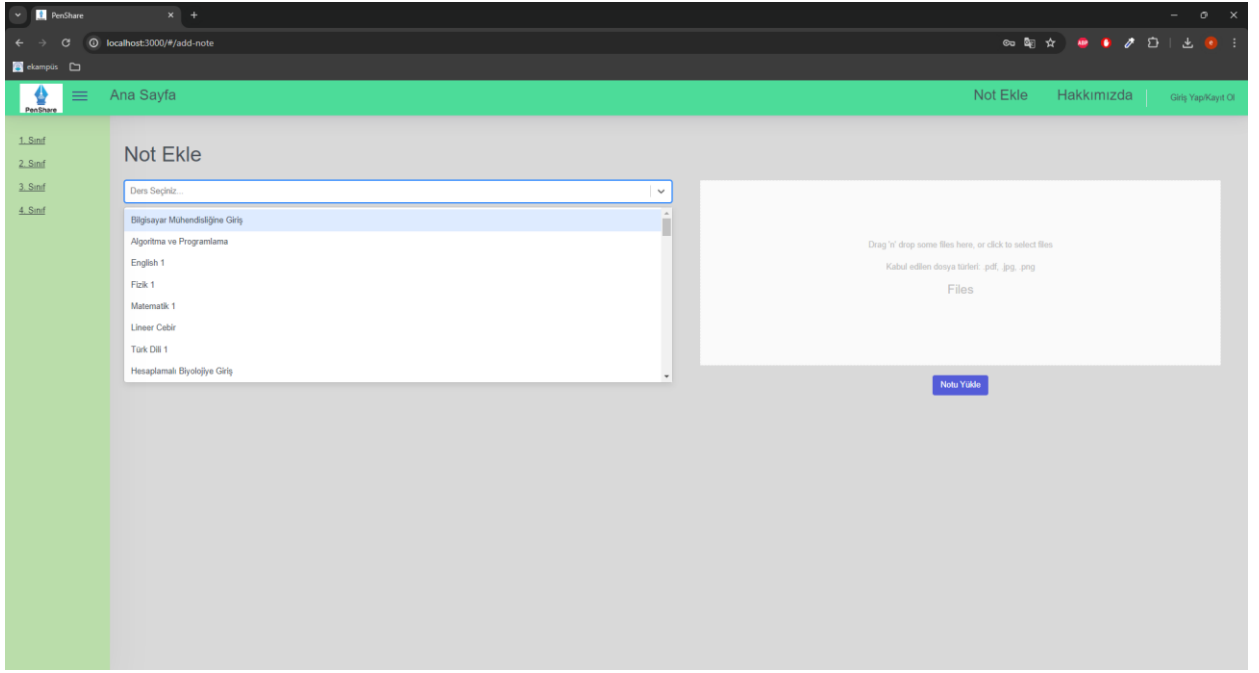 PenShare
localhost:3000/#/add-note
ekampüs
PenShare
Ana Sayfa
Not Ekle
Hakkımızda
Giriş Yap/Kayıt Ol
1. Sınıf
2. Sınıf
3. Sınıf
4. Sınıf
Not Ekle
Ders Seçiniz...
Bilgisayar Mühendisliğine Giriş
Algoritma ve Programlama
English 1
Fizik 1
Matematik 1
Lineer Cebir
Türk Dili 1
Hesaplamalı Biyolojiye Giriş
Drag 'n' drop some files here, or click to select files
Kabul edilen dosya türleri: .pdf, .jpg, .png
Files
Notu Yükle